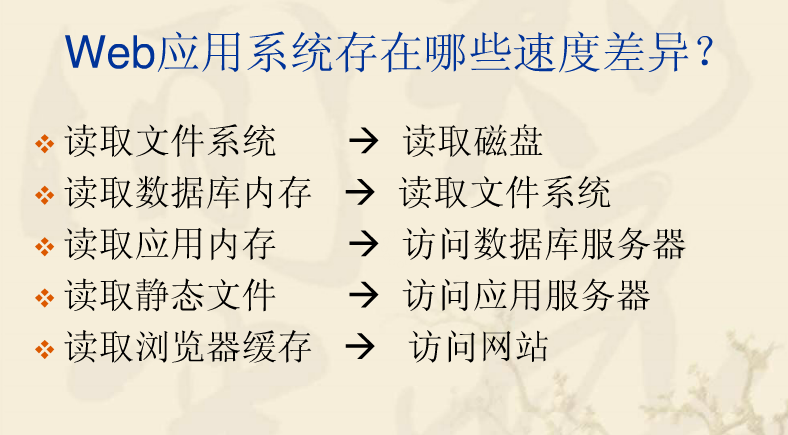 Web应用系统存在哪些速度差异？
❖ 读取文件系统 → 读取磁盘
❖ 读取数据库内存 → 读取文件系统
❖ 读取应用内存 → 访问数据库服务器
❖ 读取静态文件 → 访问应用服务器
❖ 读取浏览器缓存 → 访问网站